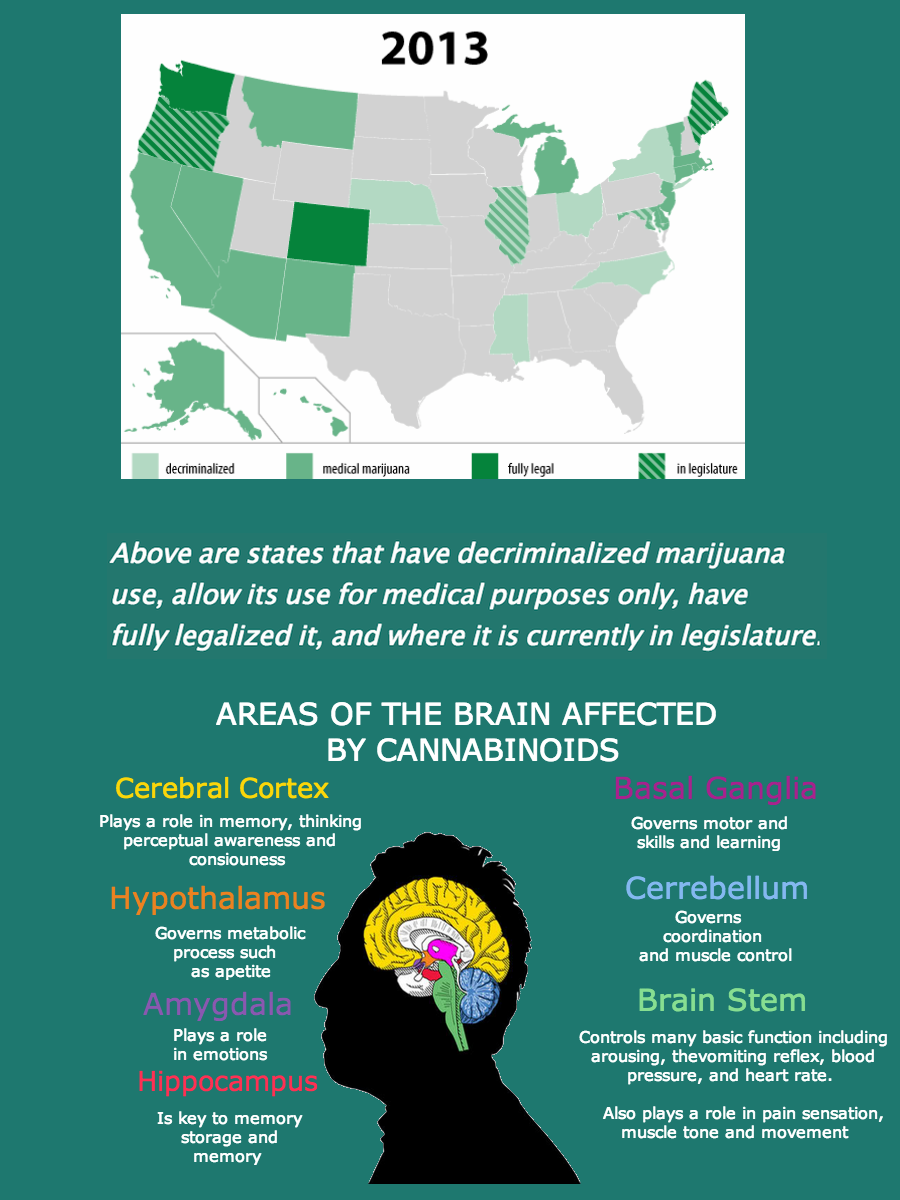 2013
decriminalized
medical marijuana
fully legal
in legislature
Above are states that have decriminalized marijuana
use, allow its use for medical purposes only, have
fully legalized it, and where it is currently in legislature.
AREAS OF THE BRAIN AFFECTED
BY CANNABINOIDS
Cerebral Cortex
Plays a role in memory, thinking
perceptual awareness and
consiouness
Hypothalamus
Governs metabolic
process such
as apetite
Amygdala
Plays a role
in emotions
Hippocampus
Is key to memory
storage and
memory
Basal Ganglia
Governs motor and
skills and learning
Cerrebellum
Governs
coordination
and muscle control
Brain Stem
Controls many basic function including
arousing, thevomiting reflex, blood
pressure, and heart rate.
Also plays a role in pain sensation,
muscle tone and movement